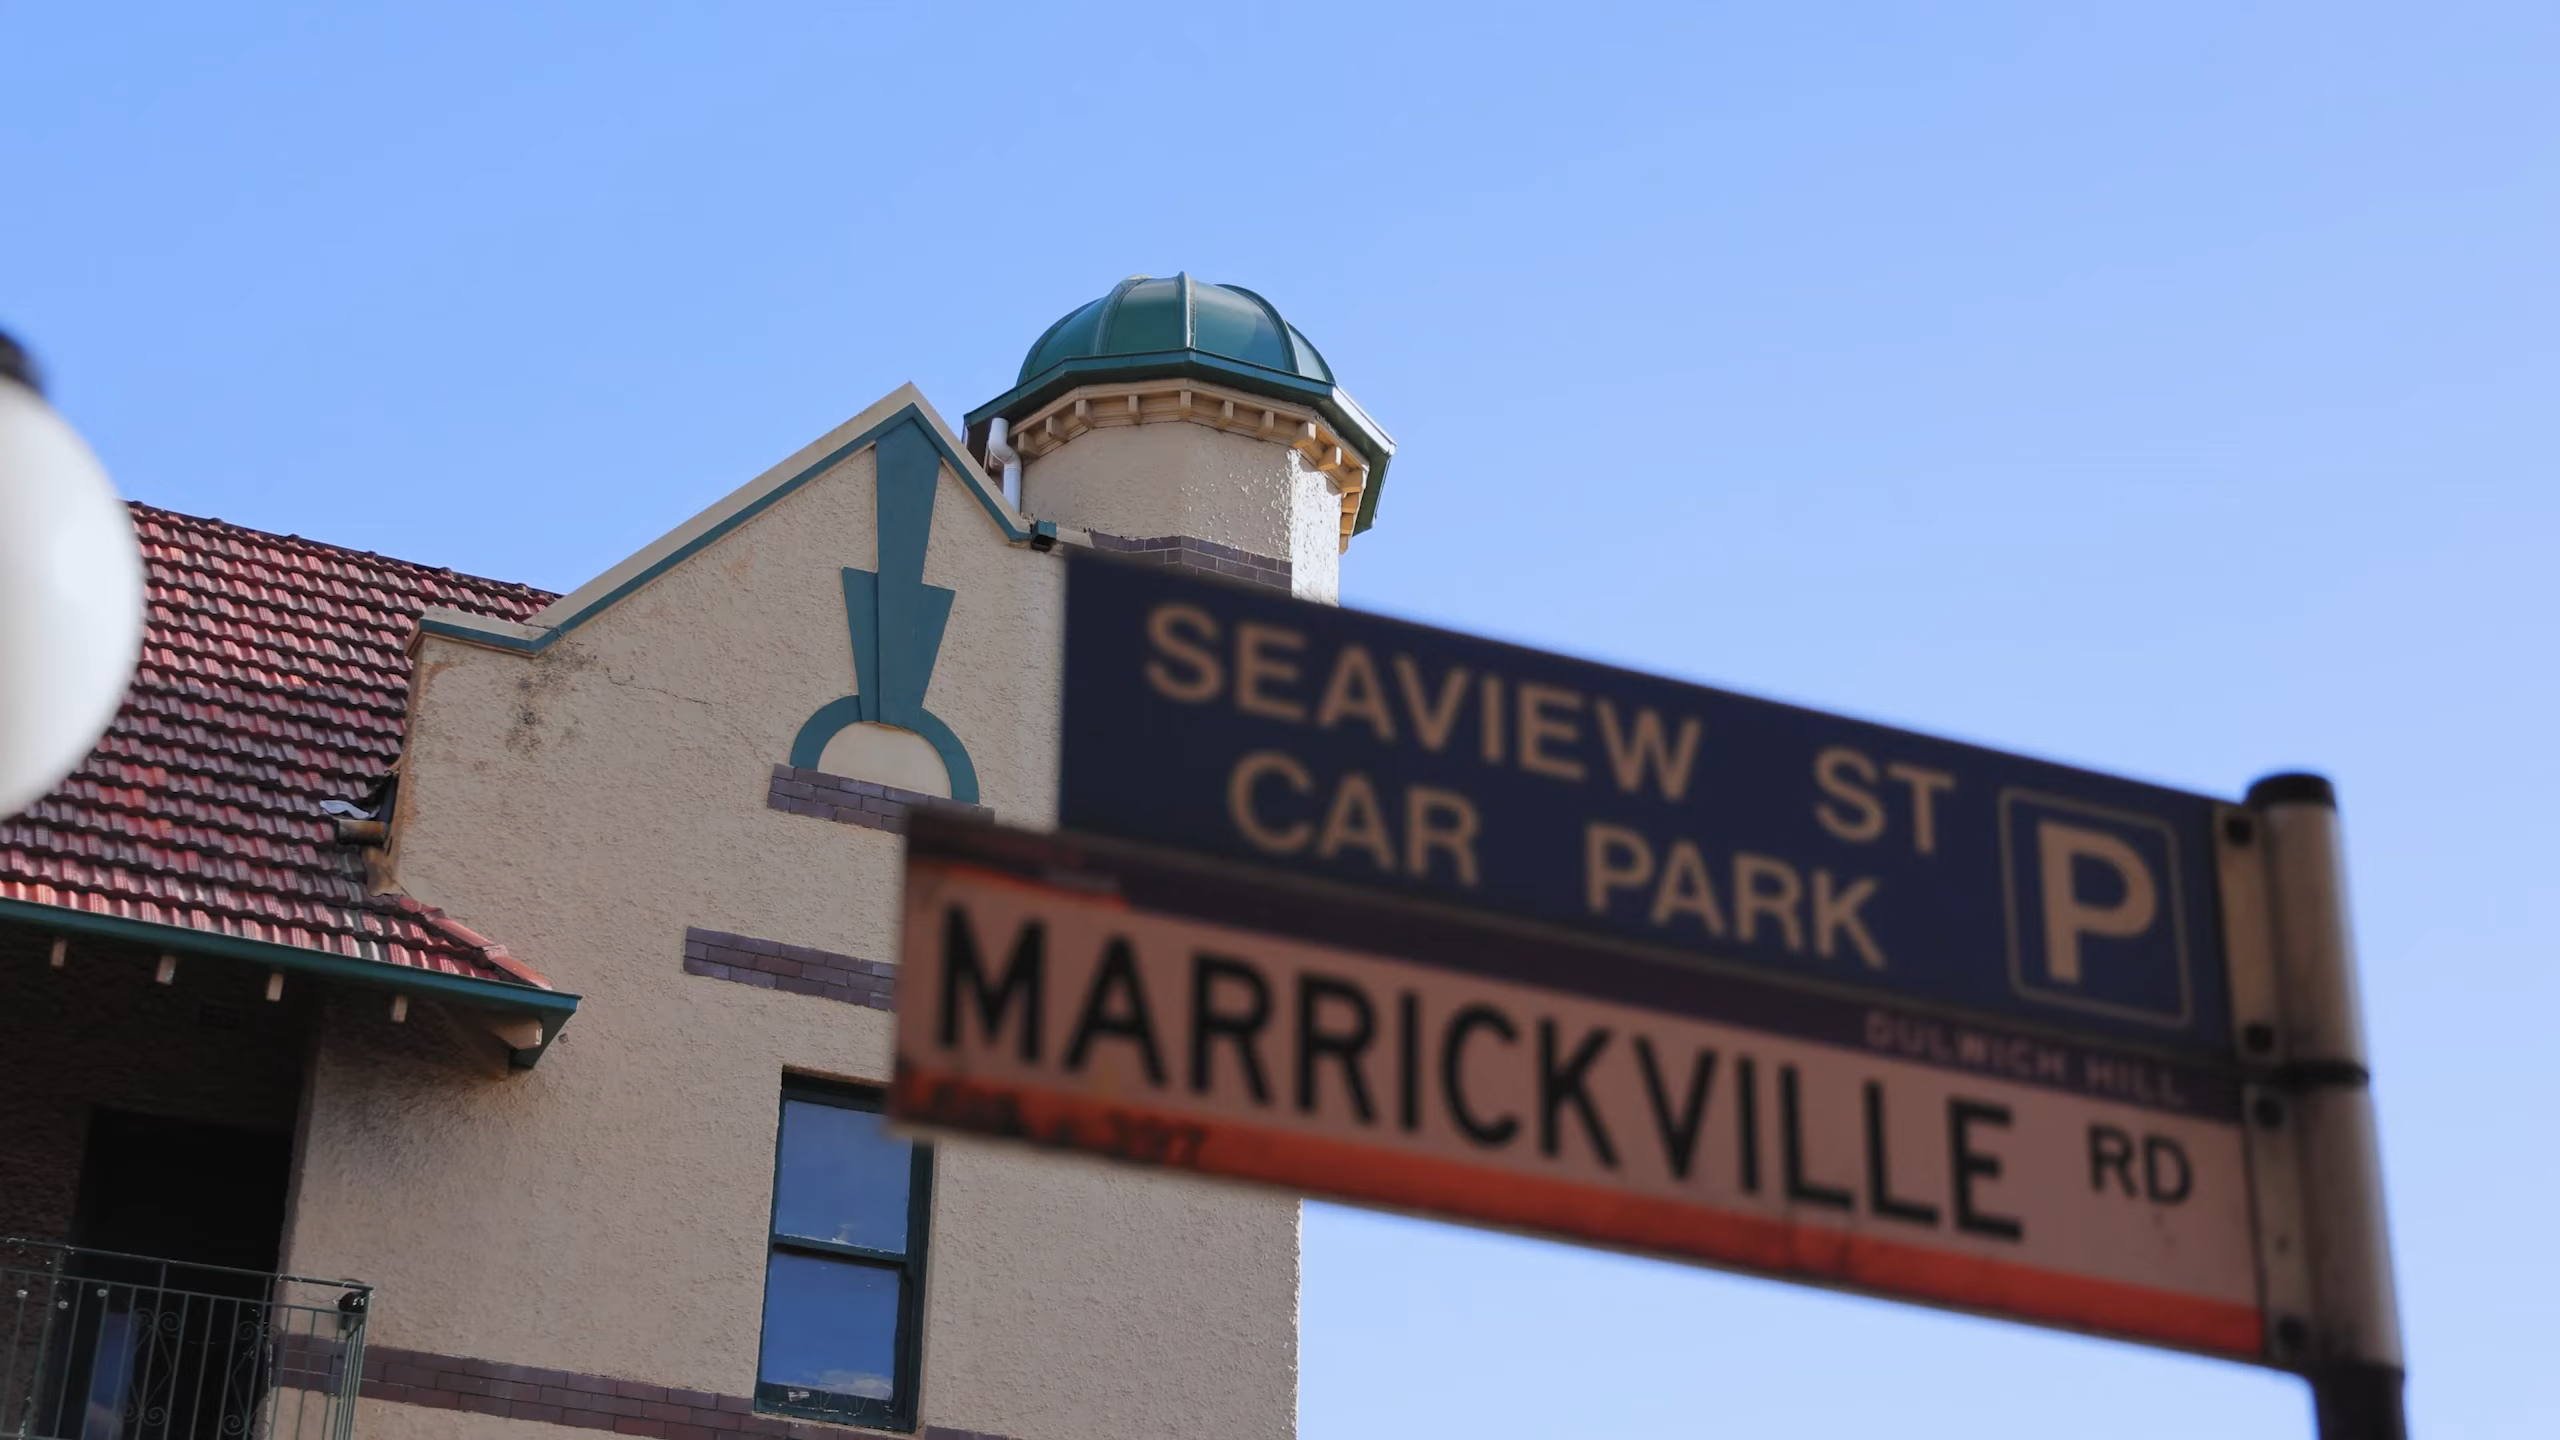 SEAVIEW ST
CAR PARK
P
DULWICH HILL
MARRICKVILLE RD